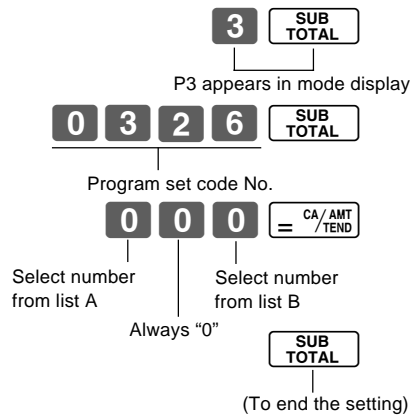 3 SUB TOTAL
P3 appears in mode display
0 3 2 6 SUB TOTAL
Program set code No.
0 0 0 = CA/AMT/TEND
Select number from list A
Select number from list B
Always “0”
SUB TOTAL
(To end the setting)